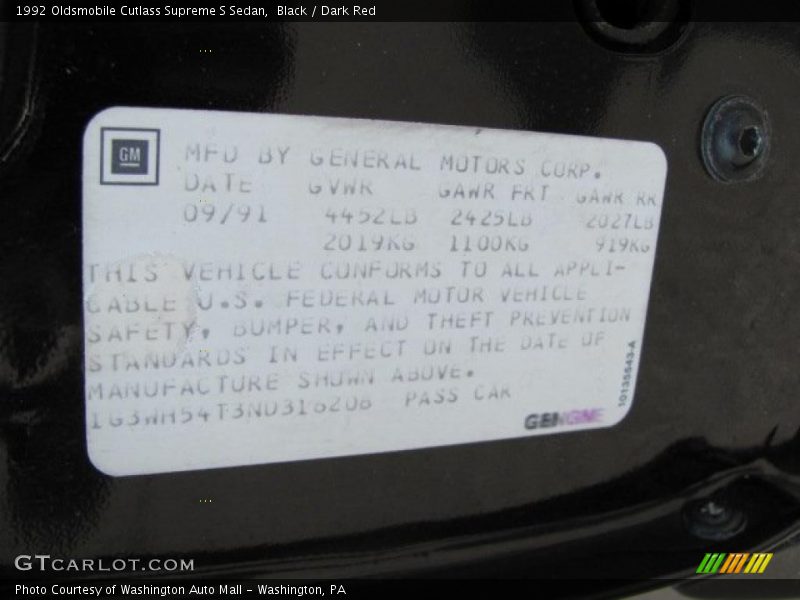 1992 Oldsmobile Cutlass Supreme S Sedan, Black / Dark Red
GM
MFD BY GENERAL MOTORS CORP.
DATE GVWR GAWR FRT GAWR RR
09/91 4452LB 2425LB 2027LB
2019KG 1100KG 919KG
THIS VEHICLE CONFORMS TO ALL APPLI-
CABLE U.S. FEDERAL MOTOR VEHICLE
SAFETY, BUMPER, AND THEFT PREVENTION
STANDARDS IN EFFECT ON THE DATE OF
MANUFACTURE SHOWN ABOVE.
1G3WH54T3ND316208 PASS CAR
GENUINE
10135543-A
GTCARLOT.COM
Photo Courtesy of Washington Auto Mall - Washington, PA